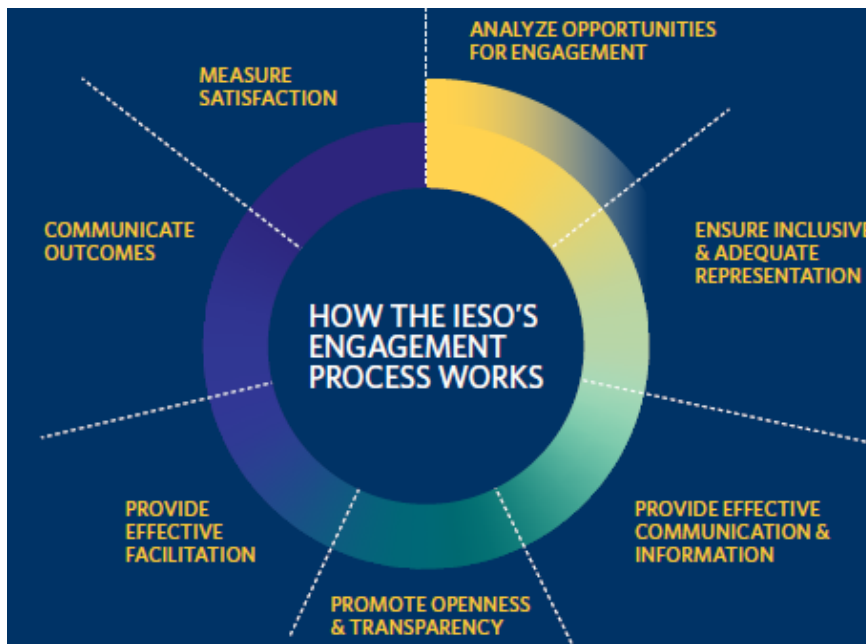 ANALYZE OPPORTUNITIES
FOR ENGAGEMENT
ENSURE INCLUSIVE
& ADEQUATE
REPRESENTATION
PROVIDE EFFECTIVE
COMMUNICATION &
INFORMATION
PROMOTE OPENNESS
& TRANSPARENCY
PROVIDE
EFFECTIVE
FACILITATION
COMMUNICATE
OUTCOMES
MEASURE
SATISFACTION
HOW THE IESO'S
ENGAGEMENT
PROCESS WORKS